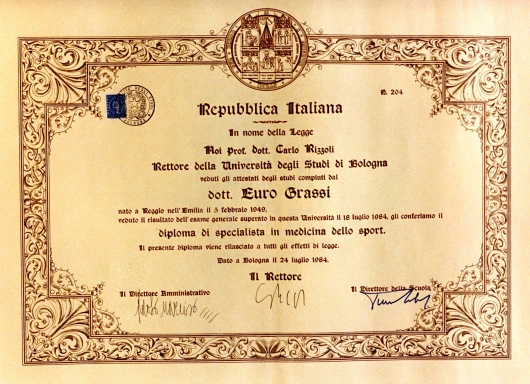 N. 204
Repubblica Italiana
In nome della Legge
Noi Prof. Dott. Carlo Rizzoli
Rettore della Università degli Studi di Bologna
veduti gli attestati degli studi compiuti dal
dott. Euro Grassi
nato a Reggio nell'Emilia il 5 febbraio 1949,
veduto il risultato dell'esame generale superato in questa Università il 18 luglio 1984, gli conferiamo il
diploma di specialista in medicina dello sport.
Il presente diploma viene rilasciato a tutti gli effetti di legge.
Dato a Bologna il 24 luglio 1984.
Il Rettore
Il Direttore Amministrativo
Il Direttore della Scuola